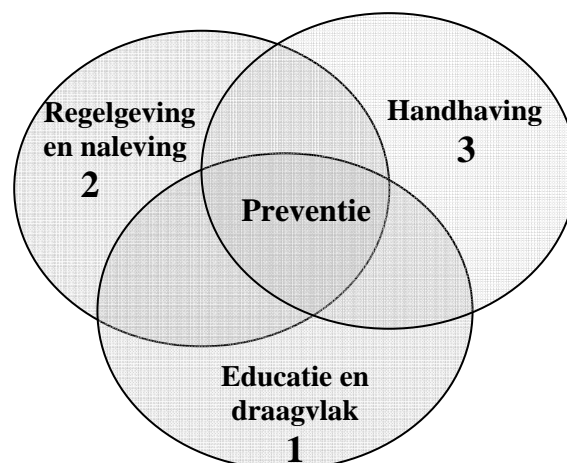 Regelgeving
en naleving
2
Handhaving
3
Preventie
Educatie en
draagvlak
1